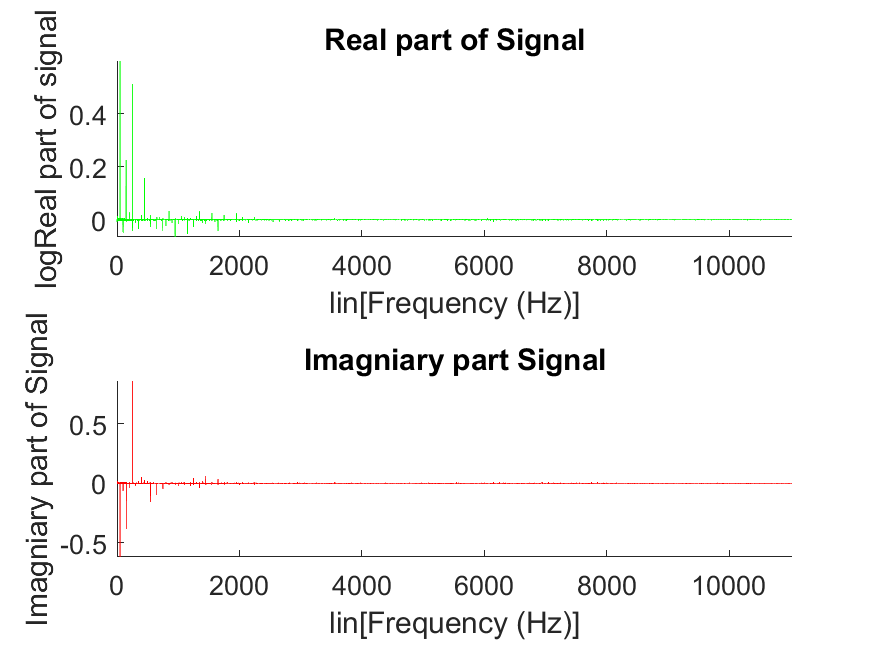 Real part of Signal
logReal part of signal
0.4
0.2
0
0 2000 4000 6000 8000 10000
lin[Frequency (Hz)]
Imagniary part Signal
Imagniary part of Signal
0.5
0
-0.5
0 2000 4000 6000 8000 10000
lin[Frequency (Hz)]